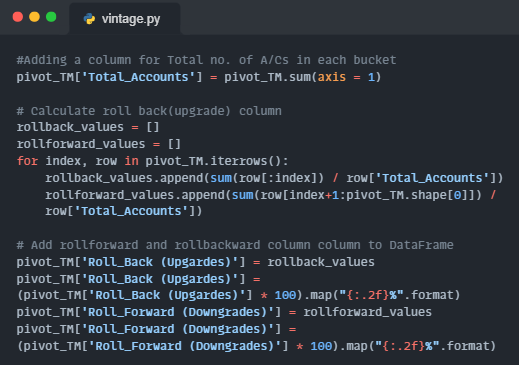 vintage.py
#Adding a column for Total no. of A/Cs in each bucket
pivot_TM['Total_Accounts'] = pivot_TM.sum(axis = 1)
# Calculate roll back(upgrade) column
rollback_values = []
rollforward_values = []
for index, row in pivot_TM.iterrows():
    rollback_values.append(sum(row[:index]) / row['Total_Accounts'])
    rollforward_values.append(sum(row[index+1:pivot_TM.shape[0]]) /
    row['Total_Accounts'])
# Add rollforward and rollbackward column column to DataFrame
pivot_TM['Roll_Back (Upgardes)'] = rollback_values
pivot_TM['Roll_Back (Upgardes)'] =
(pivot_TM['Roll_Back (Upgardes)'] * 100).map("{:.2f}%".format)
pivot_TM['Roll_Forward (Downgrades)'] = rollforward_values
pivot_TM['Roll_Forward (Downgrades)'] =
(pivot_TM['Roll_Forward (Downgrades)'] * 100).map("{:.2f}%".format)